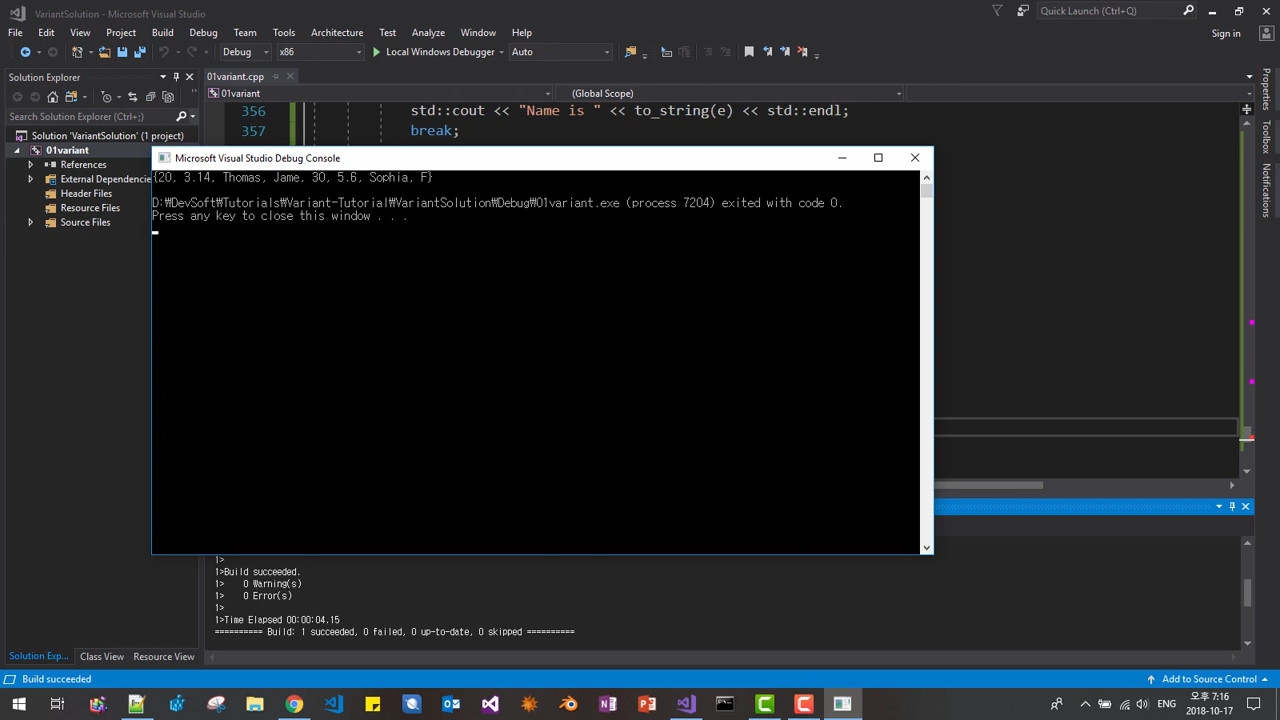 VariantSolution - Microsoft Visual Studio
Quick Launch (Ctrl+Q)
File Edit View Project Build Debug Team Tools Architecture Test Analyze Window Help
Sign in
Debug x86 Local Windows Debugger Auto
Solution Explorer
01variant.cpp
01variant (Global Scope)
Search Solution Explorer (Ctrl+;)
Solution 'VariantSolution' (1 project)
01variant
References
External Dependencie
Header Files
Resource Files
Source Files
356 std::cout << "Name is " << to_string(e) << std::endl;
357 break;
Microsoft Visual Studio Debug Console
{20, 3.14, Thomas, Jame, 30, 5.6, Sophia, F}
D:₩DevSoft₩Tutorials₩Variant-Tutorial₩VariantSolution₩Debug₩01variant.exe (process 7204) exited with code 0.
Press any key to close this window . . .
Properties
Toolbox
Notifications
1>
1>Build succeeded.
1> 0 Warning(s)
1> 0 Error(s)
1>
1>Time Elapsed 00:00:04.15
========== Build: 1 succeeded, 0 failed, 0 up-to-date, 0 skipped ==========
Solution Exp... Class View Resource View
Build succeeded
Add to Source Control
ENG
오후 7:16
2018-10-17